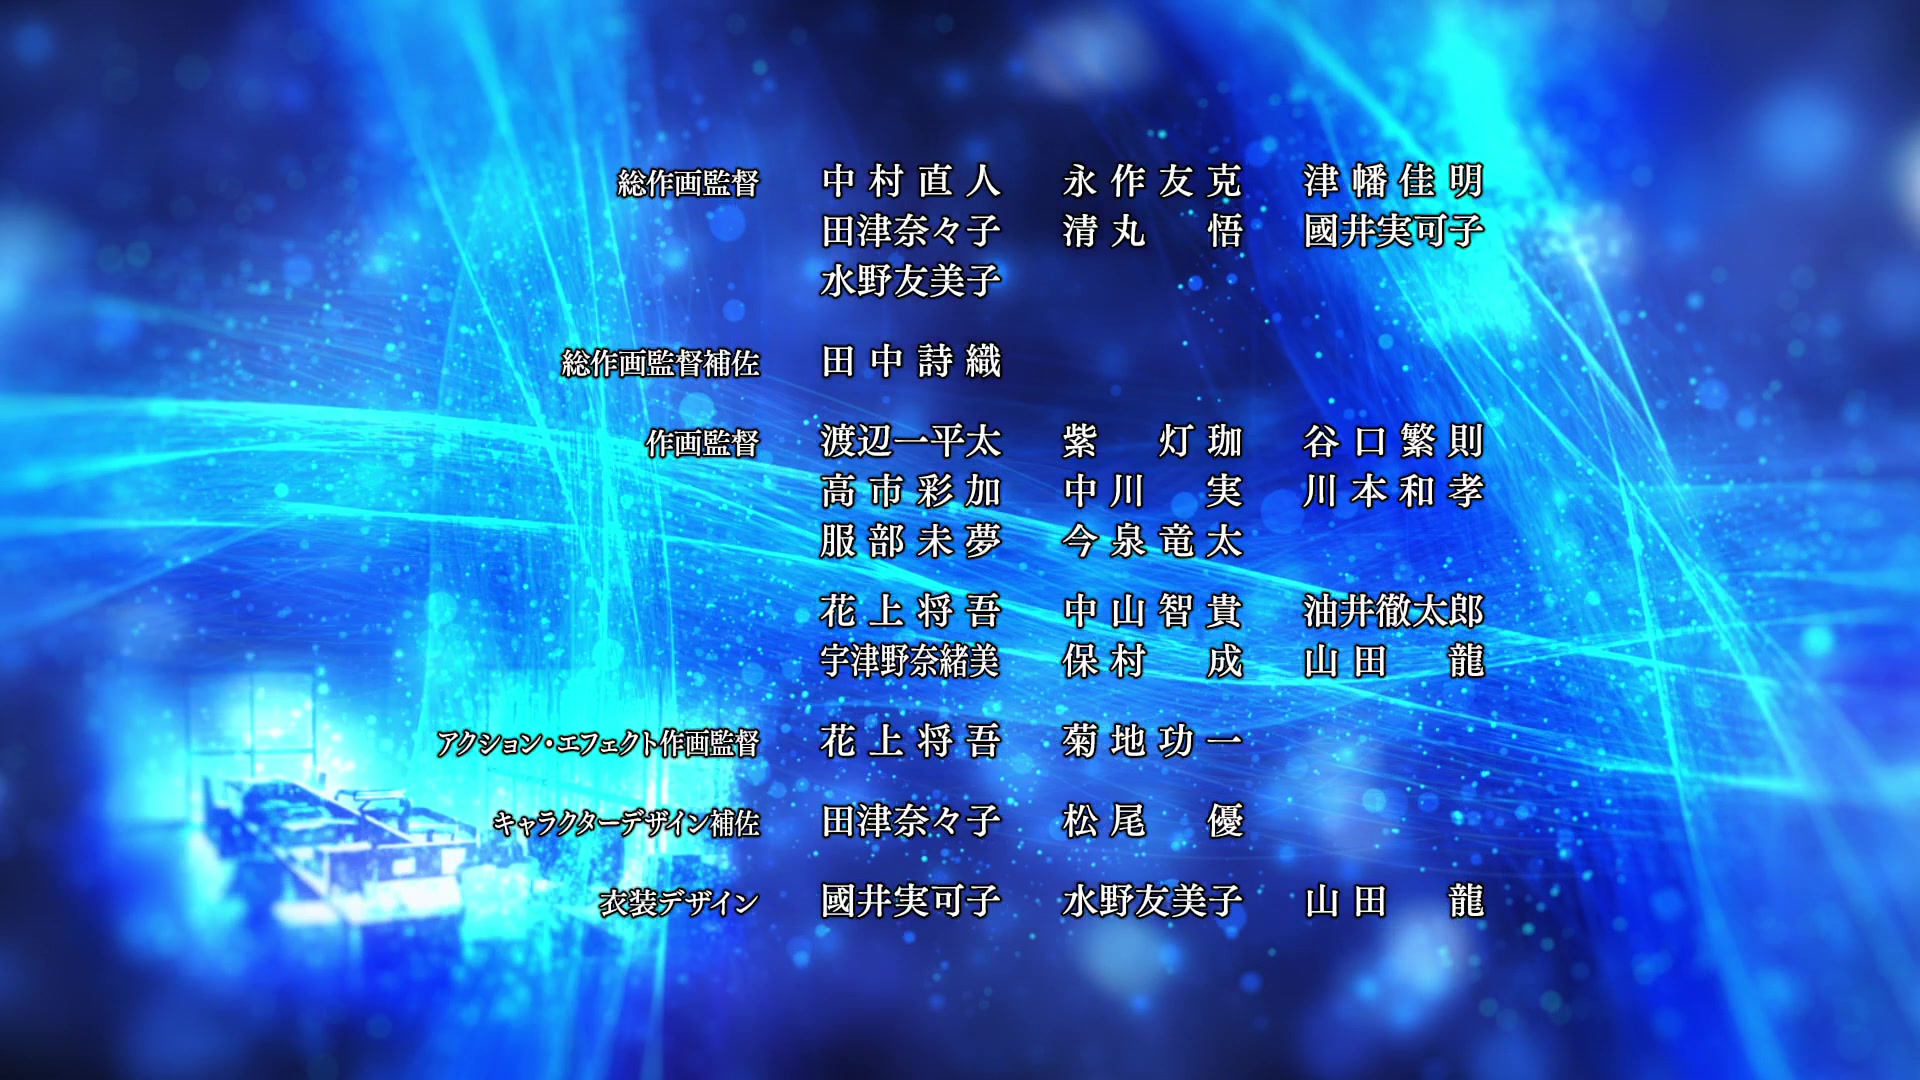 総作画監督 中村直人 永作友克 津幡佳明
田津奈々子 清丸悟 國井実可子
水野友美子
総作画監督補佐 田中詩織
作画監督 渡辺一平太 紫灯珈 谷口繁則
高市彩加 中川実 川本和孝
服部未夢 今泉竜太
花上将吾 中山智貴 油井徹太郎
宇津野奈緒美 保村成 山田龍
アクション・エフェクト作画監督 花上将吾 菊地功一
キャラクターデザイン補佐 田津奈々子 松尾優
衣装デザイン 國井実可子 水野友美子 山田龍